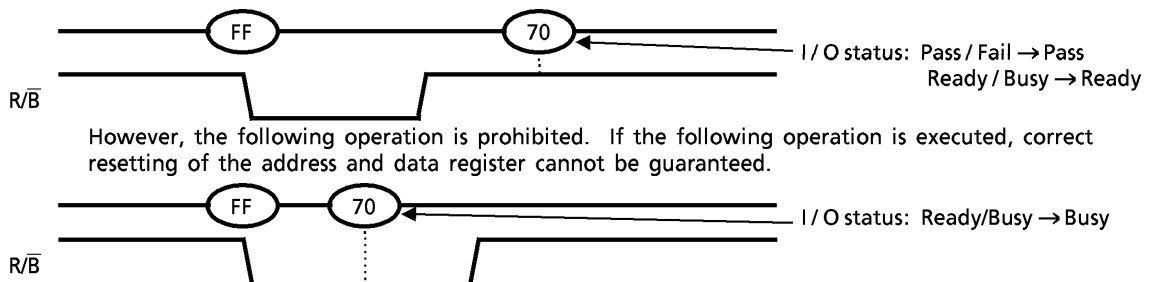 FF 70
I/O status: Pass/Fail → Pass
Ready/Busy → Ready
R/B̅
However, the following operation is prohibited. If the following operation is executed, correct
resetting of the address and data register cannot be guaranteed.
FF 70
I/O status: Ready/Busy → Busy
R/B̅